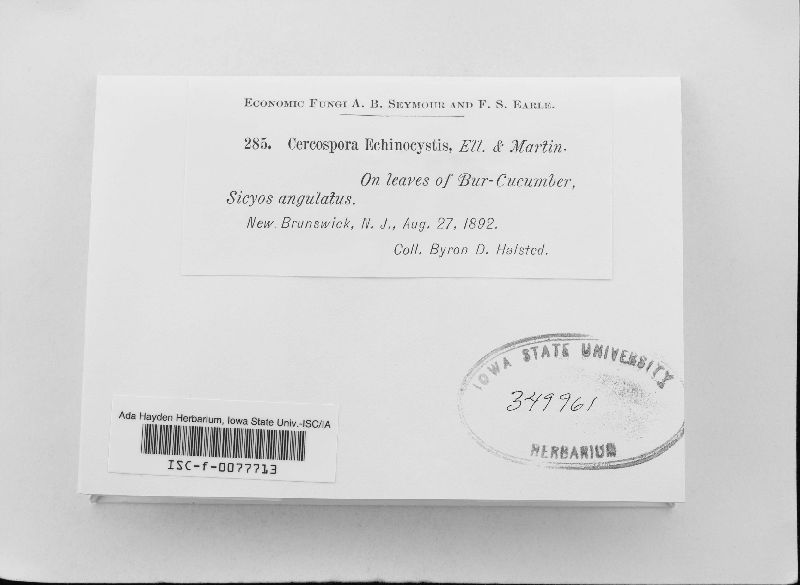 Economic Fungi A. B. Seymour and F. S. Earle.
285. Cercospora Echinocystis, Ell. & Martin.
On leaves of Bur-Cucumber,
Sicyos angulatus.
New Brunswick, N. J., Aug. 27, 1892.
Coll. Byron D. Halsted.
IOWA STATE UNIVERSITY
349961
HERBARIUM
Ada Hayden Herbarium, Iowa State Univ.-ISC/IA
ISC-f-0077713